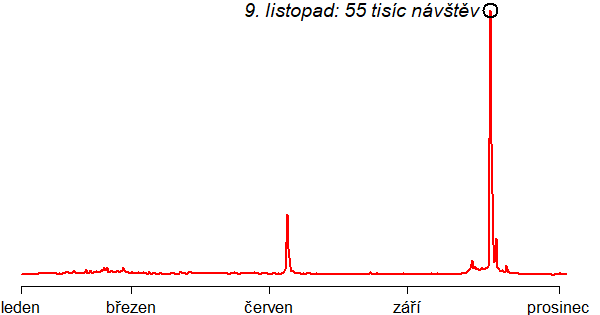 9. listopad: 55 tisíc návštěv
leden březen červen září prosinec